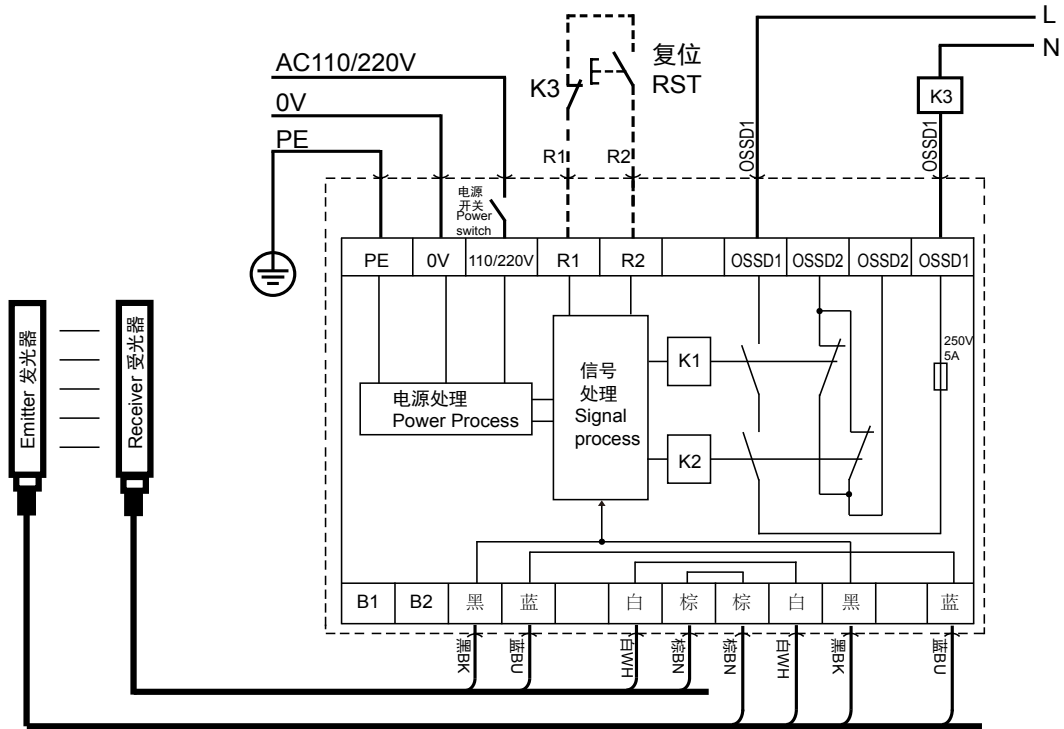 L
N
AC110/220V
0V
PE
K3
复位
RST
K3
R1
R2
OSSD1
OSSD1
电源
开关
Power
switch
PE
0V
110/220V
R1
R2
OSSD1
OSSD2
OSSD2
OSSD1
Emitter 发光器
Receiver 受光器
250V
5A
K1
信号
处理
Signal
process
电源处理
Power Process
K2
B1
B2
黑
蓝
白
棕
棕
白
黑
蓝
黑BK
蓝BU
白WH
棕BN
棕BN
白WH
黑BK
蓝BU